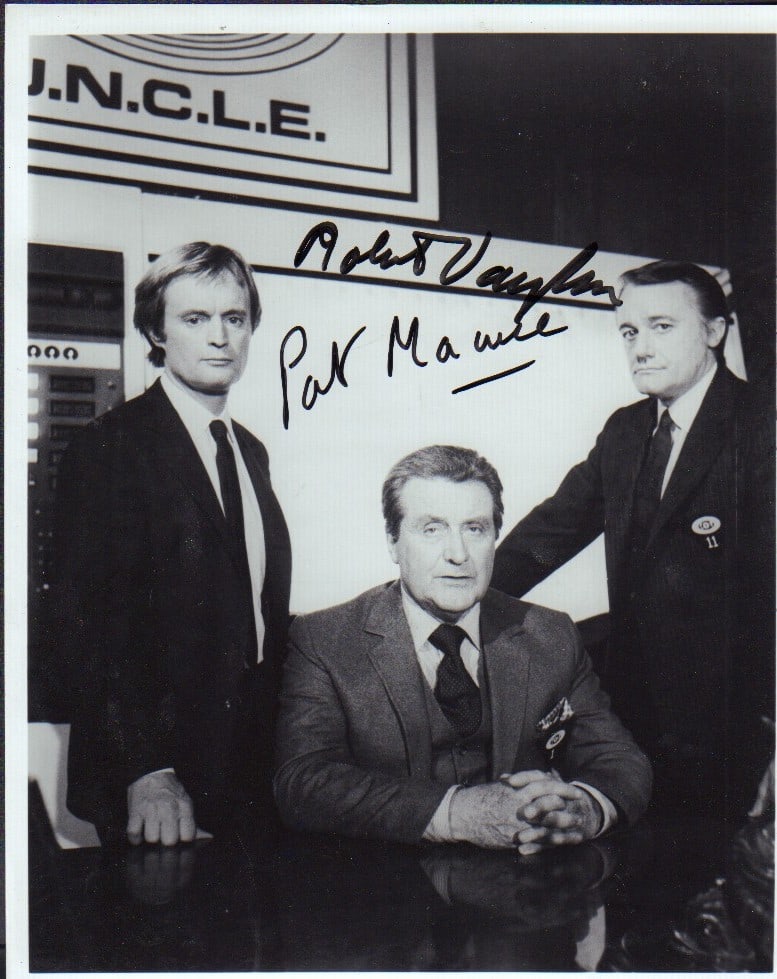 U.N.C.L.E.
Robert Vaughn
Pat Macnee
11